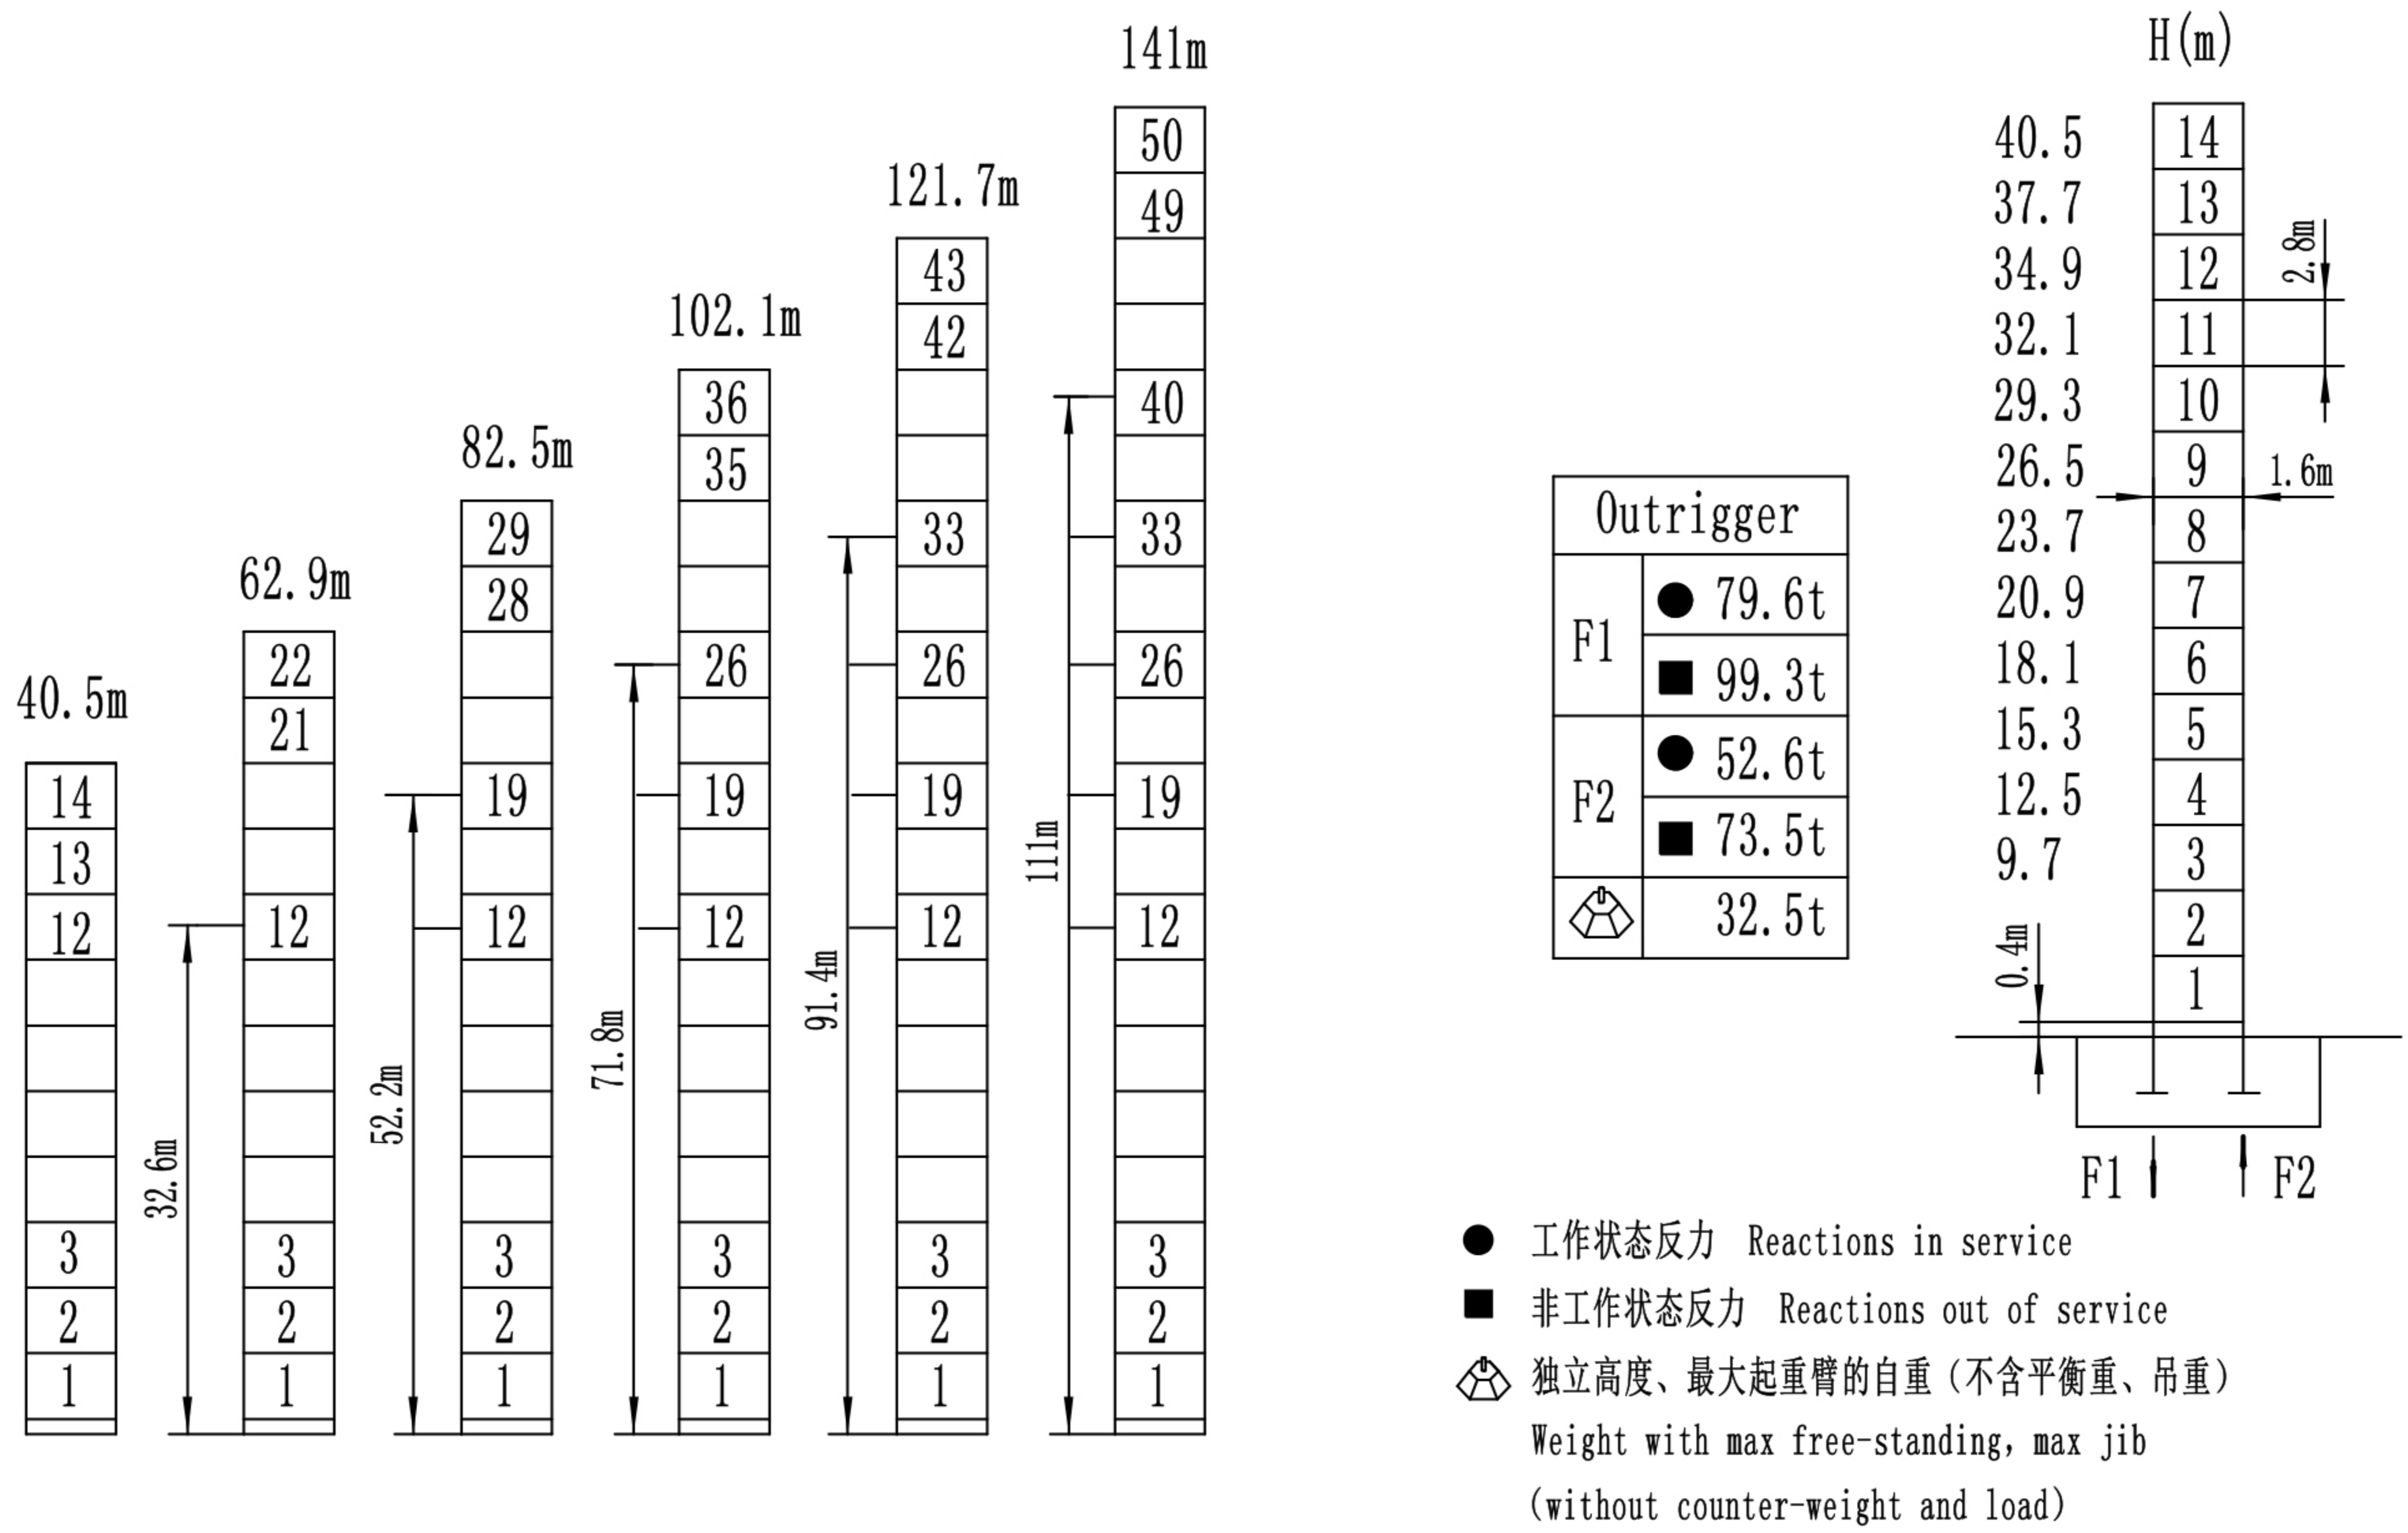 40.5m
14
13
12
3
2
1
62.9m
22
21
12
3
2
1
32.6m
82.5m
29
28
19
12
3
2
1
52.2m
102.1m
36
35
26
19
12
3
2
1
71.8m
121.7m
43
42
33
26
19
12
3
2
1
91.4m
141m
50
49
40
33
26
19
12
3
2
1
111m
Outrigger
F1
● 79.6t
■ 99.3t
F2
● 52.6t
■ 73.5t
32.5t
H(m)
40.5 14
37.7 13
34.9 12
32.1 11
29.3 10
26.5 9
23.7 8
20.9 7
18.1 6
15.3 5
12.5 4
9.7 3
2
1
2.8m
1.6m
0.4m
F1 F2
● 工作状态反力 Reactions in service
■ 非工作状态反力 Reactions out of service
独立高度、最大起重臂的自重(不含平衡重、吊重)
Weight with max free-standing, max jib
(without counter-weight and load)